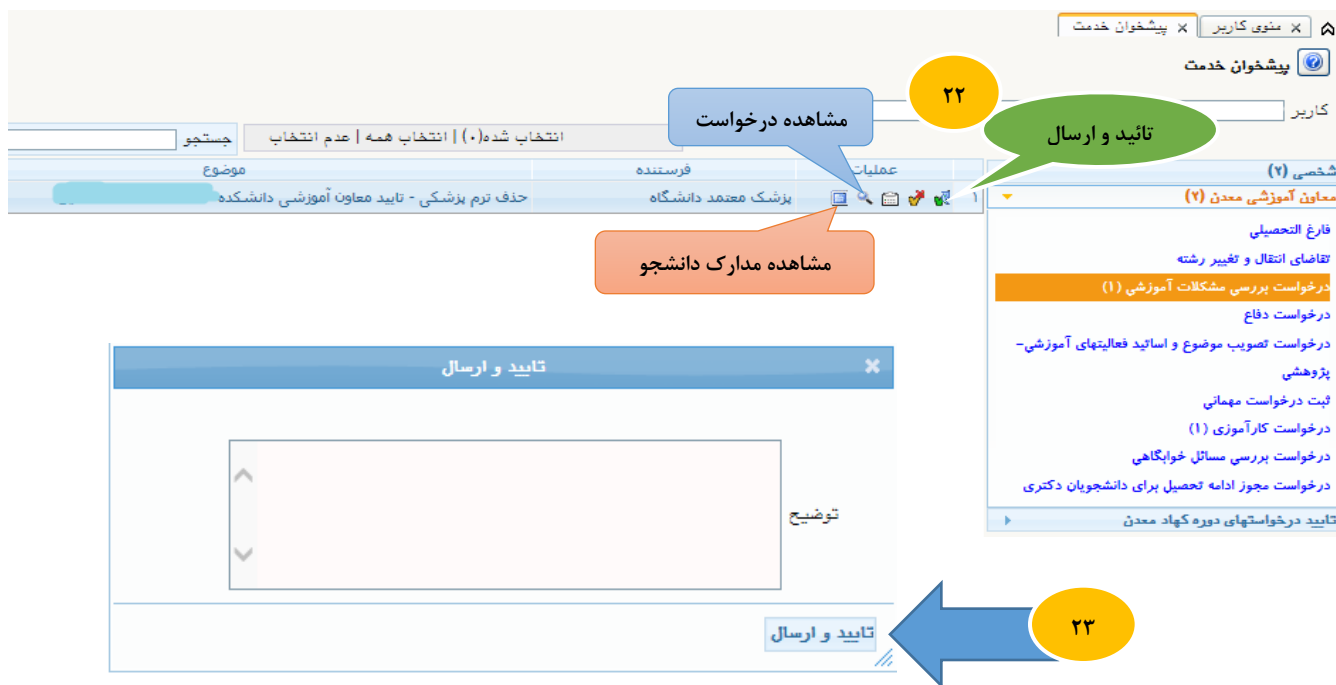 منوی کاربر
پیشخوان خدمت
پیشخوان خدمت
کاربر
۲۲
مشاهده درخواست
تائید و ارسال
انتخاب شده(۰) | انتخاب همه | عدم انتخاب
جستجو
عملیات فرستنده موضوع
۱ پزشک معتمد دانشگاه حذف ترم پزشکی - تایید معاون آموزشی دانشکده
مشاهده مدارک دانشجو
شخصی (۲)
معاون آموزشی معدن (۲)
فارغ التحصیلی
تقاضای انتقال و تغییر رشته
درخواست بررسی مشکلات آموزشی (۱)
درخواست دفاع
درخواست تصویب موضوع و اساتید فعالیتهای آموزشی-
پژوهشی
ثبت درخواست مهمانی
درخواست کارآموزی (۱)
درخواست بررسی مسائل خوابگاهی
درخواست مجوز ادامه تحصیل برای دانشجویان دکتری
تایید درخواستهای دوره کهاد معدن
تایید و ارسال
توضیح
تایید و ارسال
۲۳